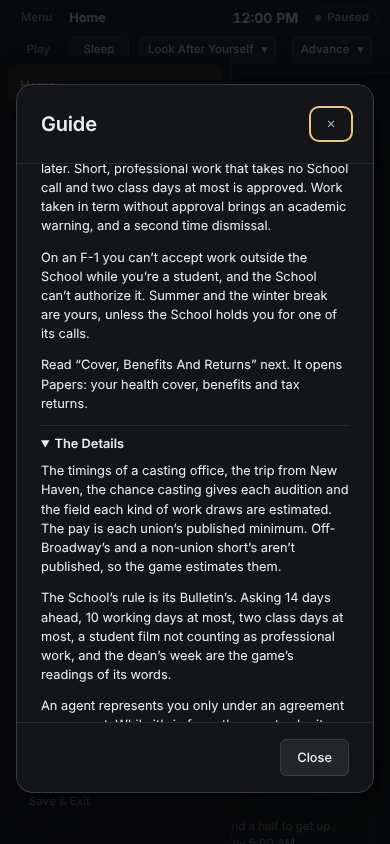 Menu Home 12:00 PM Paused
Play Sleep Look After Yourself Advance
Guide
later. Short, professional work that takes no School
call and two class days at most is approved. Work
taken in term without approval brings an academic
warning, and a second time dismissal.
On an F-1 you can’t accept work outside the
School while you’re a student, and the School
can’t authorize it. Summer and the winter break
are yours, unless the School holds you for one of
its calls.
Read “Cover, Benefits And Returns” next. It opens
Papers: your health cover, benefits and tax
returns.
The Details
The timings of a casting office, the trip from New
Haven, the chance casting gives each audition and
the field each kind of work draws are estimated.
The pay is each union’s published minimum. Off-
Broadway’s and a non-union short’s aren’t
published, so the game estimates them.
The School’s rule is its Bulletin’s. Asking 14 days
ahead, 10 working days at most, two class days at
most, a student film not counting as professional
work, and the dean’s week are the game’s
readings of its words.
An agent represents you only under an agreement
Close
Save & Exit
nd a half to get up.